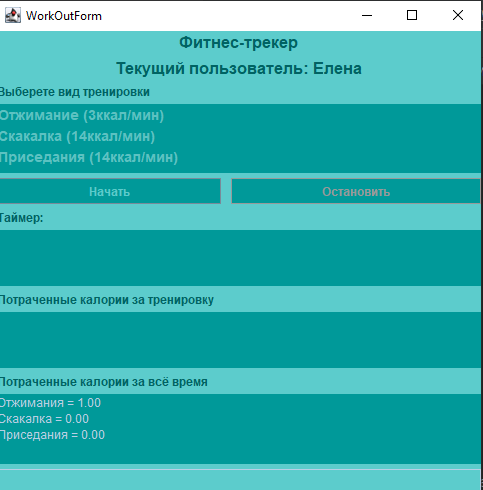 WorkOutForm
Фитнес-трекер
Текущий пользователь: Елена
Выберете вид тренировки
Отжимание (3ккал/мин)
Скакалка (14ккал/мин)
Приседания (14ккал/мин)
Начать Остановить
Таймер:
Потраченные калории за тренировку
Потраченные калории за всё время
Отжимания = 1.00
Скакалка = 0.00
Приседания = 0.00